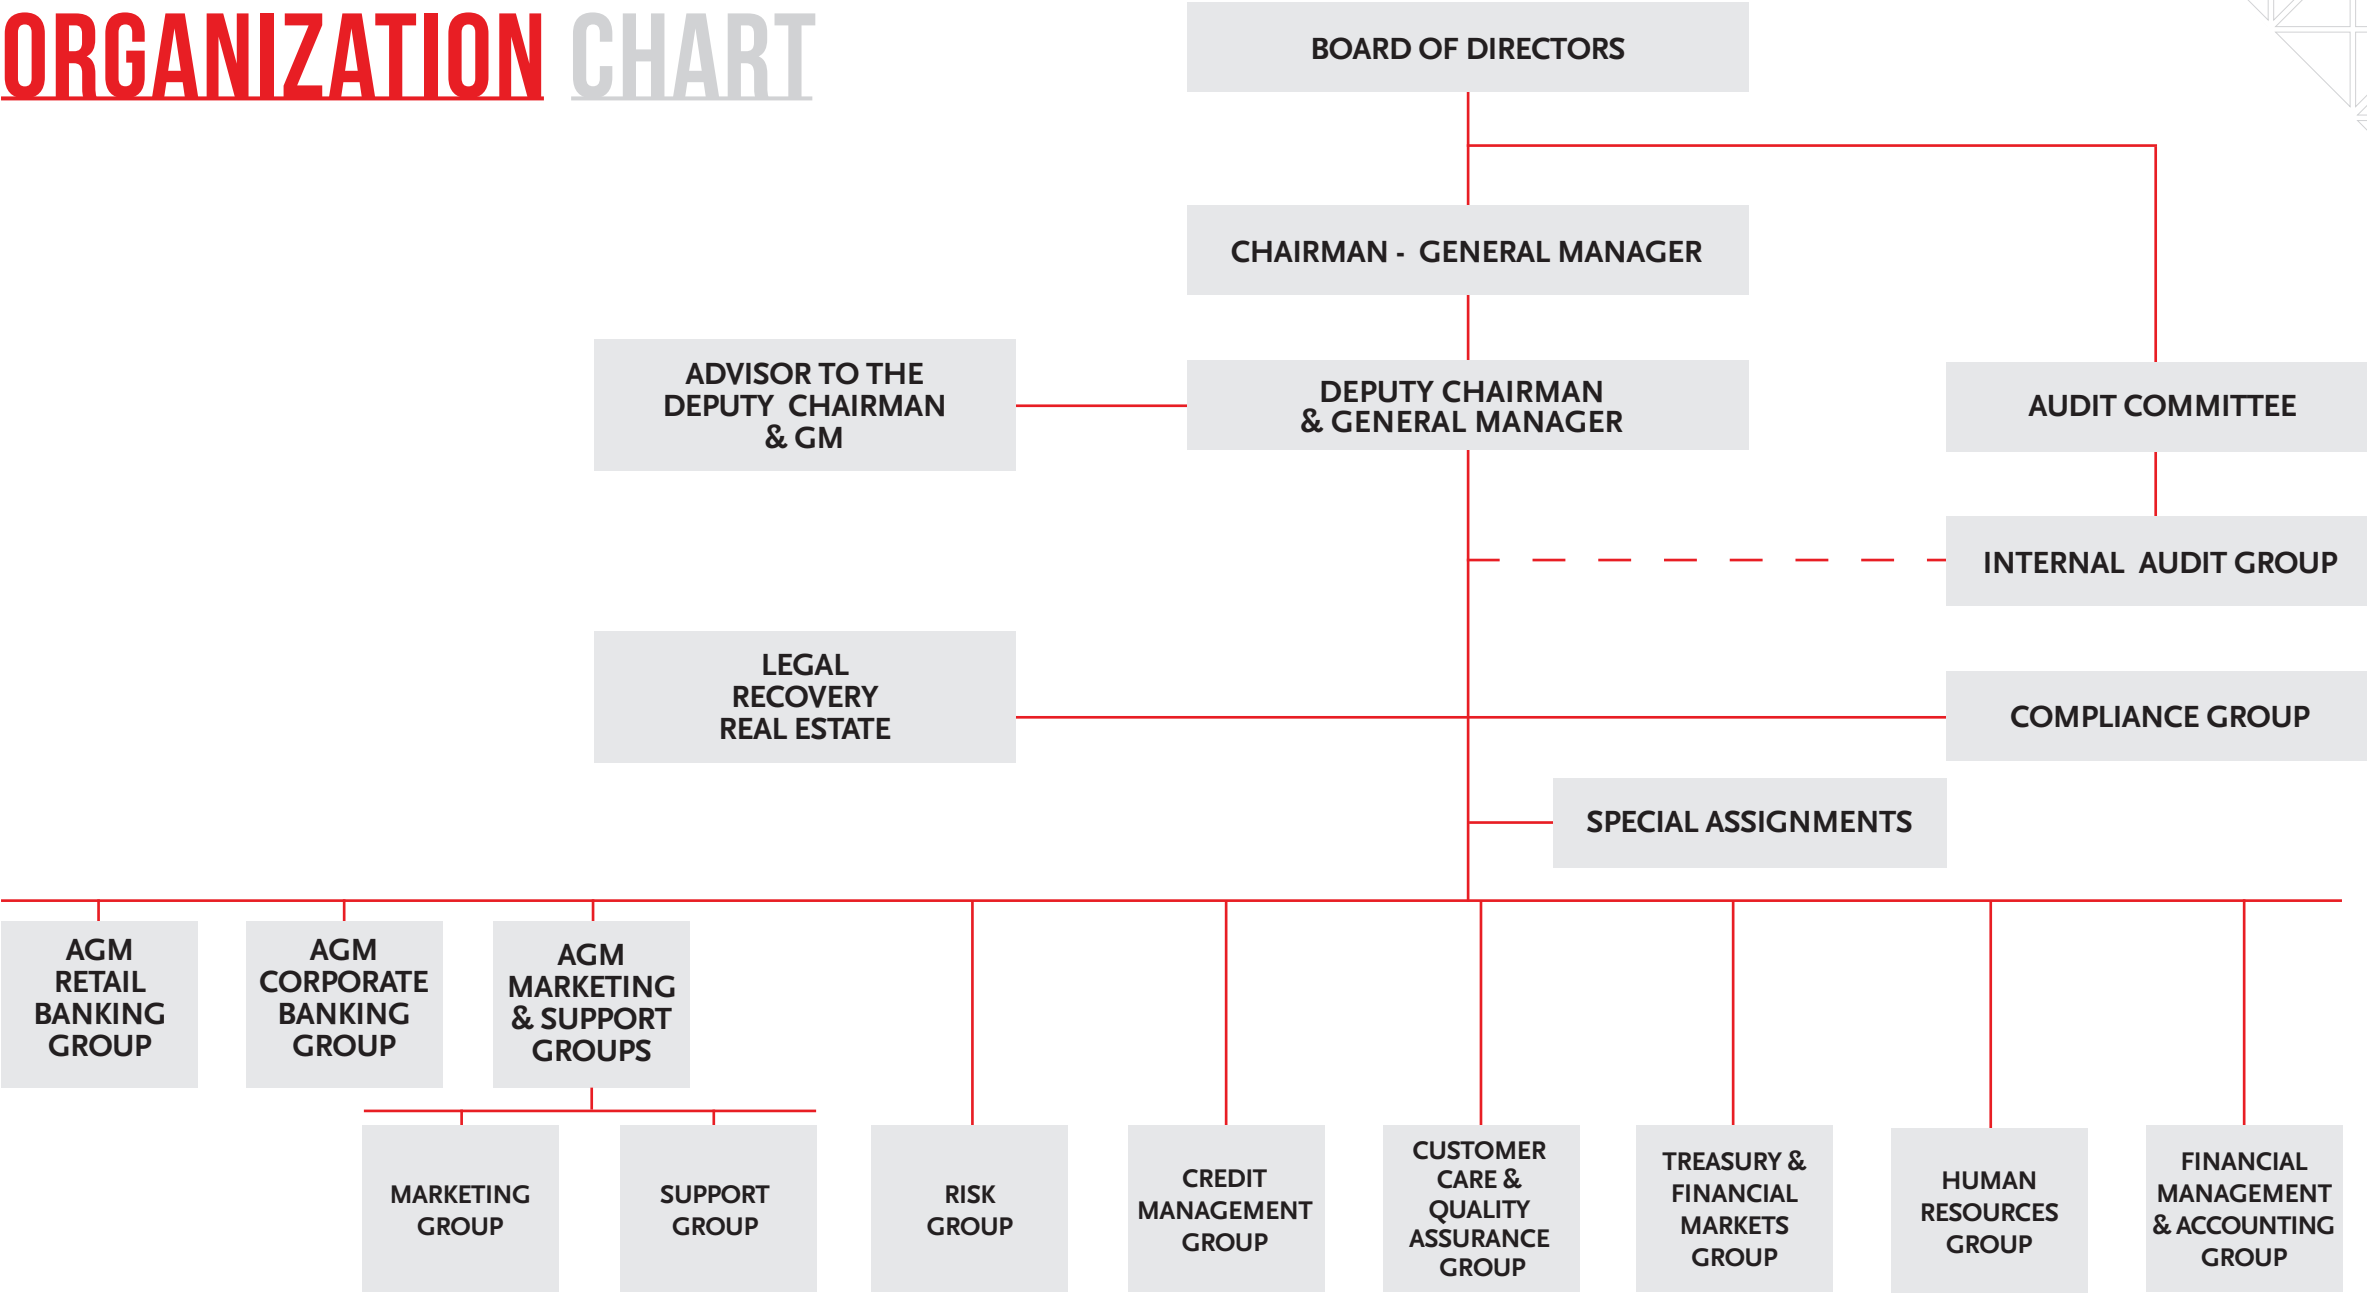 ORGANIZATION CHART
BOARD OF DIRECTORS
CHAIRMAN - GENERAL MANAGER
ADVISOR TO THE
DEPUTY CHAIRMAN
& GM
DEPUTY CHAIRMAN
& GENERAL MANAGER
AUDIT COMMITTEE
INTERNAL AUDIT GROUP
LEGAL
RECOVERY
REAL ESTATE
COMPLIANCE GROUP
SPECIAL ASSIGNMENTS
AGM
RETAIL
BANKING
GROUP
AGM
CORPORATE
BANKING
GROUP
AGM
MARKETING
& SUPPORT
GROUPS
MARKETING
GROUP
SUPPORT
GROUP
RISK
GROUP
CREDIT
MANAGEMENT
GROUP
CUSTOMER
CARE &
QUALITY
ASSURANCE
GROUP
TREASURY &
FINANCIAL
MARKETS
GROUP
HUMAN
RESOURCES
GROUP
FINANCIAL
MANAGEMENT
& ACCOUNTING
GROUP